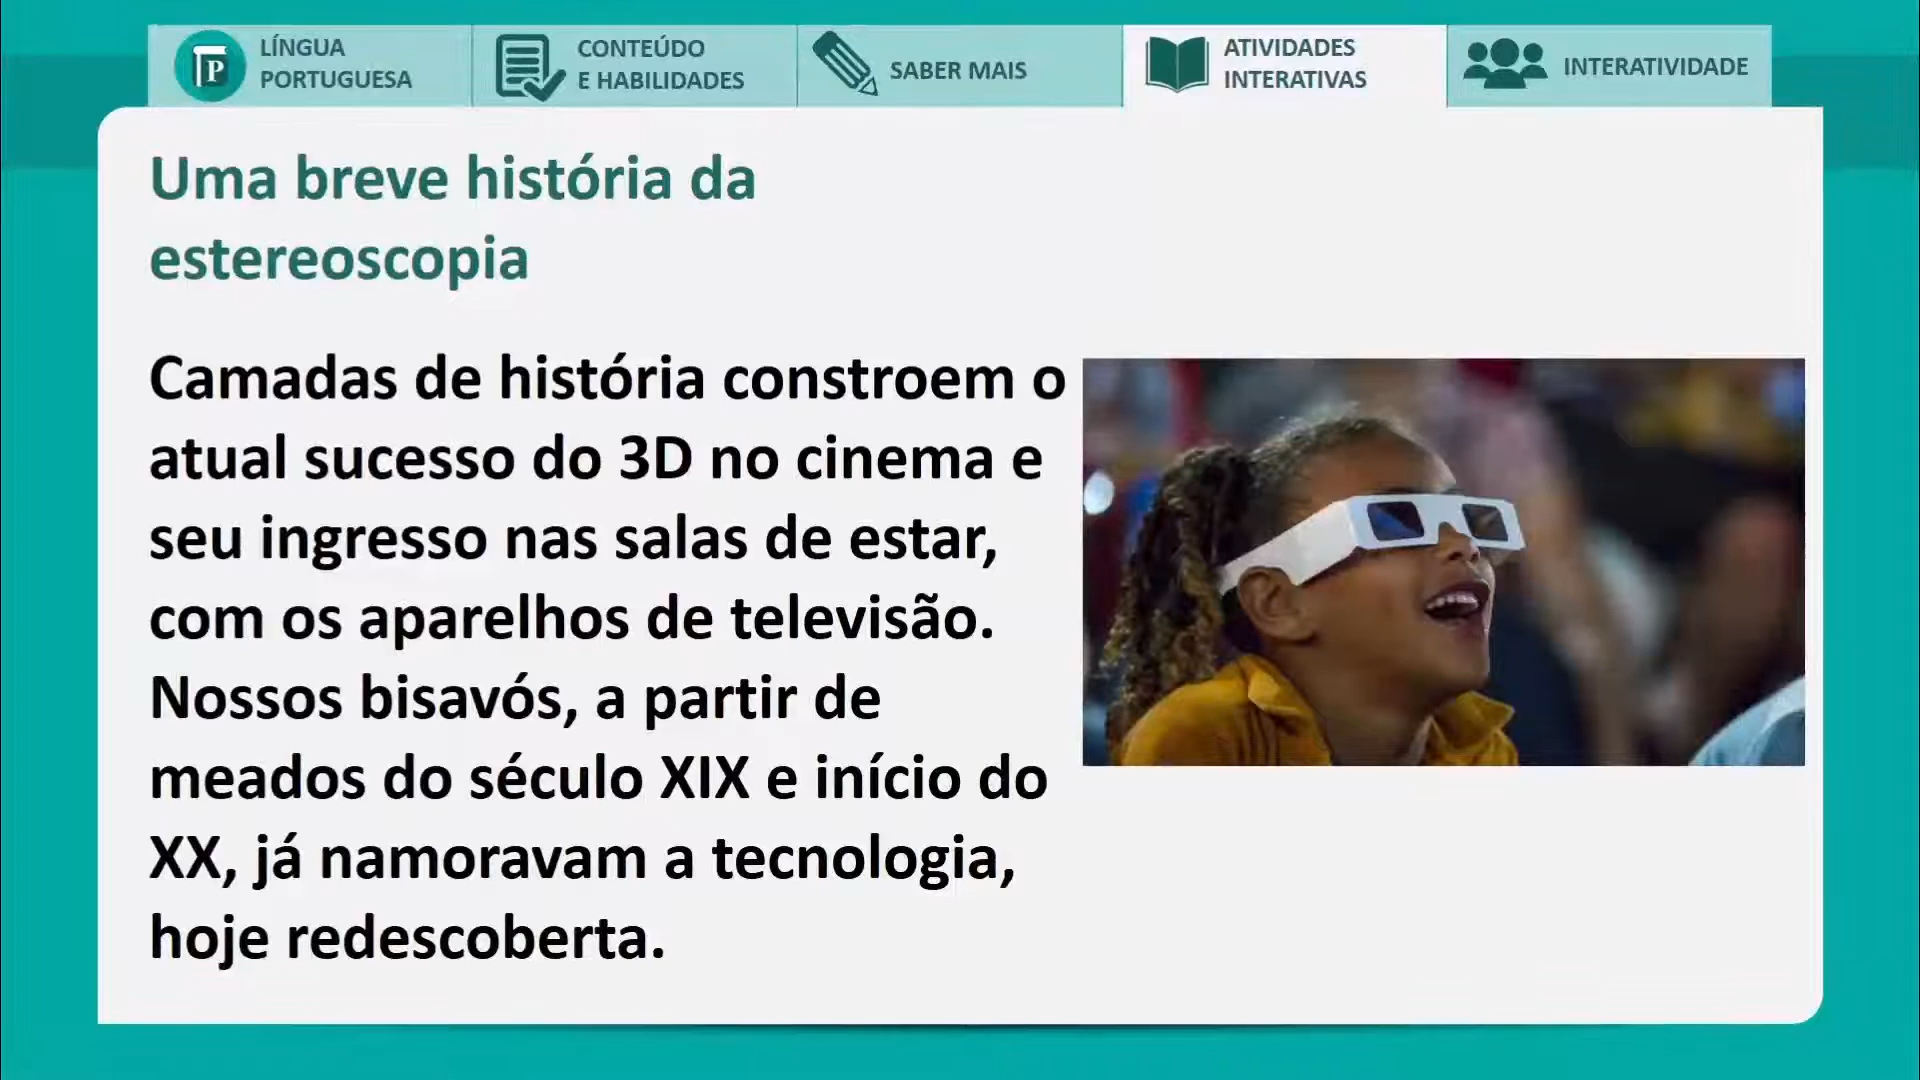 P
LÍNGUA
PORTUGUESA
CONTEÚDO
E HABILIDADES
SABER MAIS
ATIVIDADES
INTERATIVAS
INTERATIVIDADE
Uma breve história da
estereoscopia
Camadas de história constroem o
atual sucesso do 3D no cinema e
seu ingresso nas salas de estar,
com os aparelhos de televisão.
Nossos bisavós, a partir de
meados do século XIX e início do
XX, já namoravam a tecnologia,
hoje redescoberta.